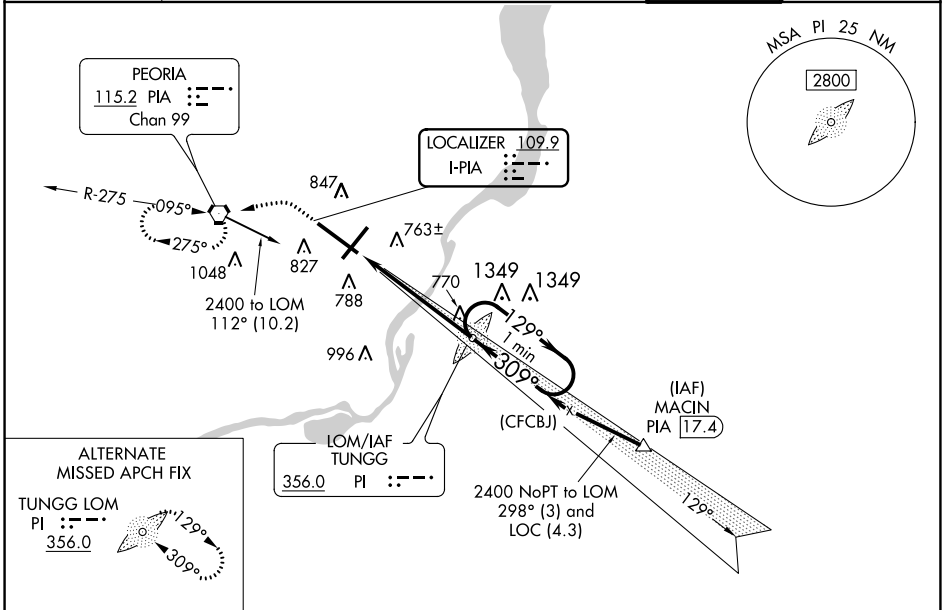 MSA PI 25 NM
2800
PEORIA
115.2 PIA
Chan 99
LOCALIZER 109.9
I-PIA
R-275
095°
275°
847
763±
1048
827
788
2400 to LOM
112° (10.2)
770
1349
1349
129°
1 min
309°
996
(CFCBJ)
x
(IAF)
MACIN
PIA 17.4
LOM/IAF
TUNGG
356.0 PI
2400 NoPT to LOM
298° (3) and
LOC (4.3)
129°
ALTERNATE
MISSED APCH FIX
TUNGG LOM
PI
356.0
129°
309°